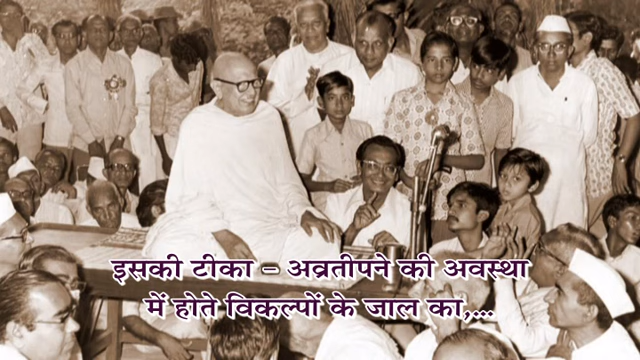 इसकी टीका - अव्रतीपने की अवस्था
में होते विकल्पों के जाल का,...